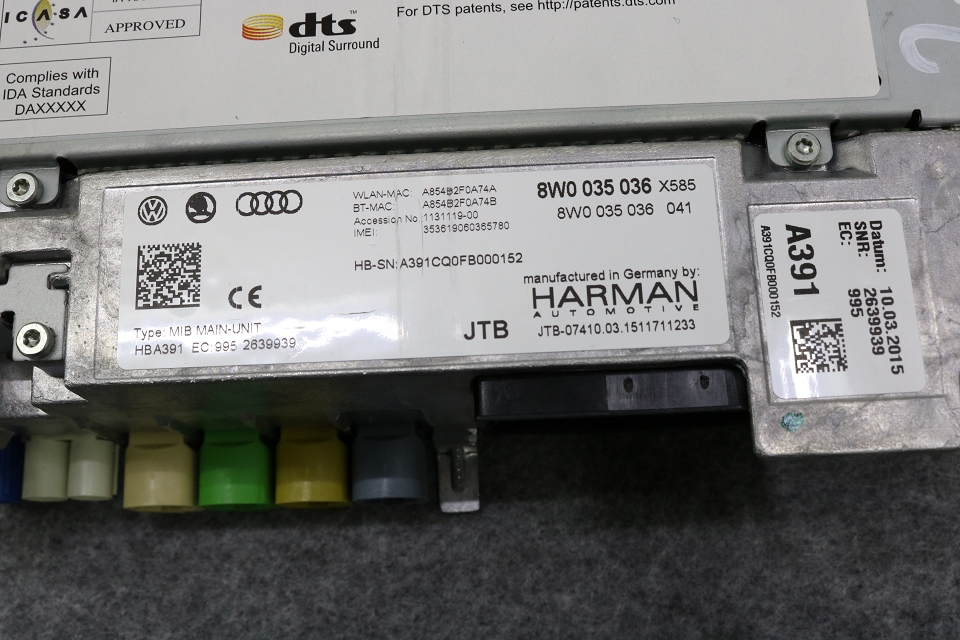 ICASA
APPROVED
dts™
Digital Surround
For DTS patents, see http://patents.dts.com
Complies with
IDA Standards
DAXXXXX
WLAN-MAC: A854B2F0A74A
BT-MAC: A854B2F0A74B
Accession No: 1131119-00
IMEI: 353619060365780
8W0 035 036 X585
8W0 035 036 041
HB-SN: A391CQ0FB000152
CE
manufactured in Germany by:
HARMAN
AUTOMOTIVE
Type: MIB MAIN-UNIT
HBA391 EC: 995 2639939
JTB
JTB-07410.03.1511711233
Datum: 10.03.2015
SNR: 2639939
EC: 995
A391
A391CQ0FB000152